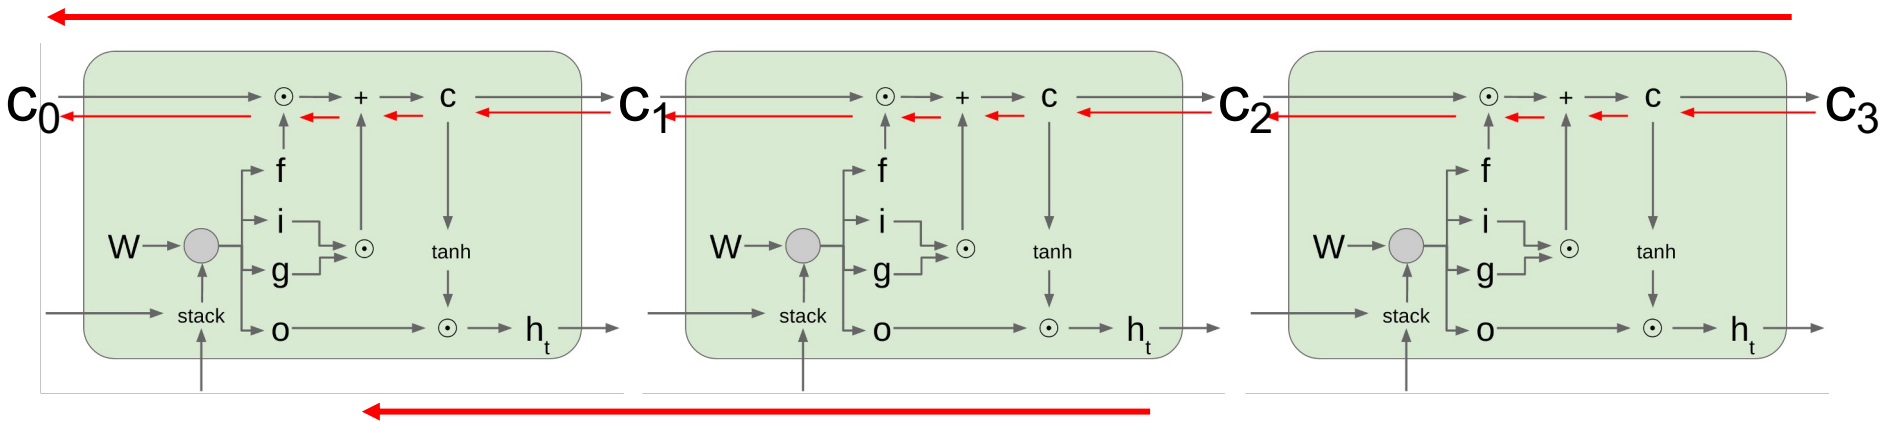 C0 ⊙ + c C1 ⊙ + c C2 ⊙ + c C3
f f f
i i i
W ⊙ tanh W ⊙ tanh W ⊙ tanh
g g g
stack stack stack
o ⊙ ht o ⊙ ht o ⊙ ht